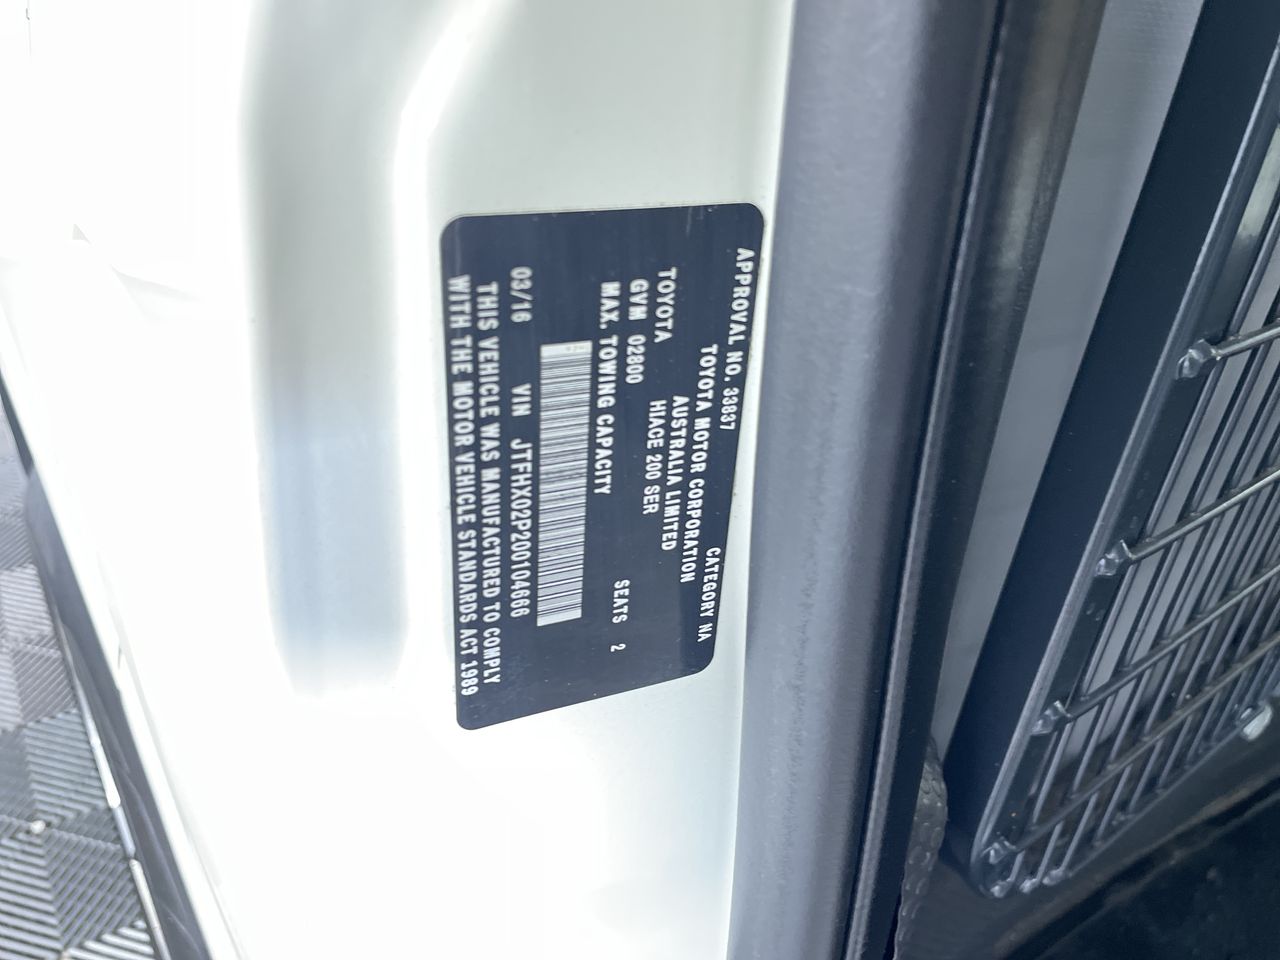 APPROVAL NO. 33837 CATEGORY NA
TOYOTA MOTOR CORPORATION
AUSTRALIA LIMITED
TOYOTA HIACE 200 SER
GVM 02800 SEATS 2
MAX. TOWING CAPACITY
03/16 VIN JTFHX02P200104666
THIS VEHICLE WAS MANUFACTURED TO COMPLY
WITH THE MOTOR VEHICLE STANDARDS ACT 1989